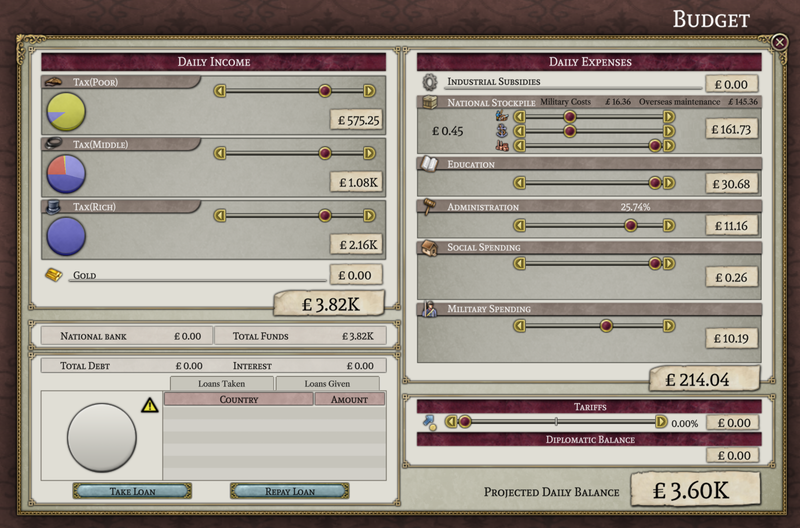 BUDGET
DAILY INCOME
TAX(POOR)
£ 575.25
TAX(MIDDLE)
£ 1.08K
TAX(RICH)
£ 2.16K
GOLD
£ 0.00
£ 3.82K
NATIONAL BANK £ 0.00 TOTAL FUNDS £ 3.82K
TOTAL DEBT £ 0.00 INTEREST £ 0.00
Loans Taken Loans Given
COUNTRY AMOUNT
TAKE LOAN REPAY LOAN
DAILY EXPENSES
INDUSTRIAL SUBSIDIES £ 0.00
NATIONAL STOCKPILE Military Costs £ 16.36 Overseas maintenance £ 145.36
£ 0.45 £ 161.73
EDUCATION
£ 30.68
ADMINISTRATION 25.74%
£ 11.16
SOCIAL SPENDING
£ 0.26
MILITARY SPENDING
£ 10.19
£ 214.04
TARIFFS
0.00% £ 0.00
DIPLOMATIC BALANCE
£ 0.00
PROJECTED DAILY BALANCE £ 3.60K